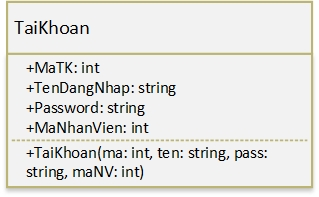 TaiKhoan
+MaTK: int
+TenDangNhap: string
+Password: string
+MaNhanVien: int
+TaiKhoan(ma: int, ten: string, pass:
string, maNV: int)